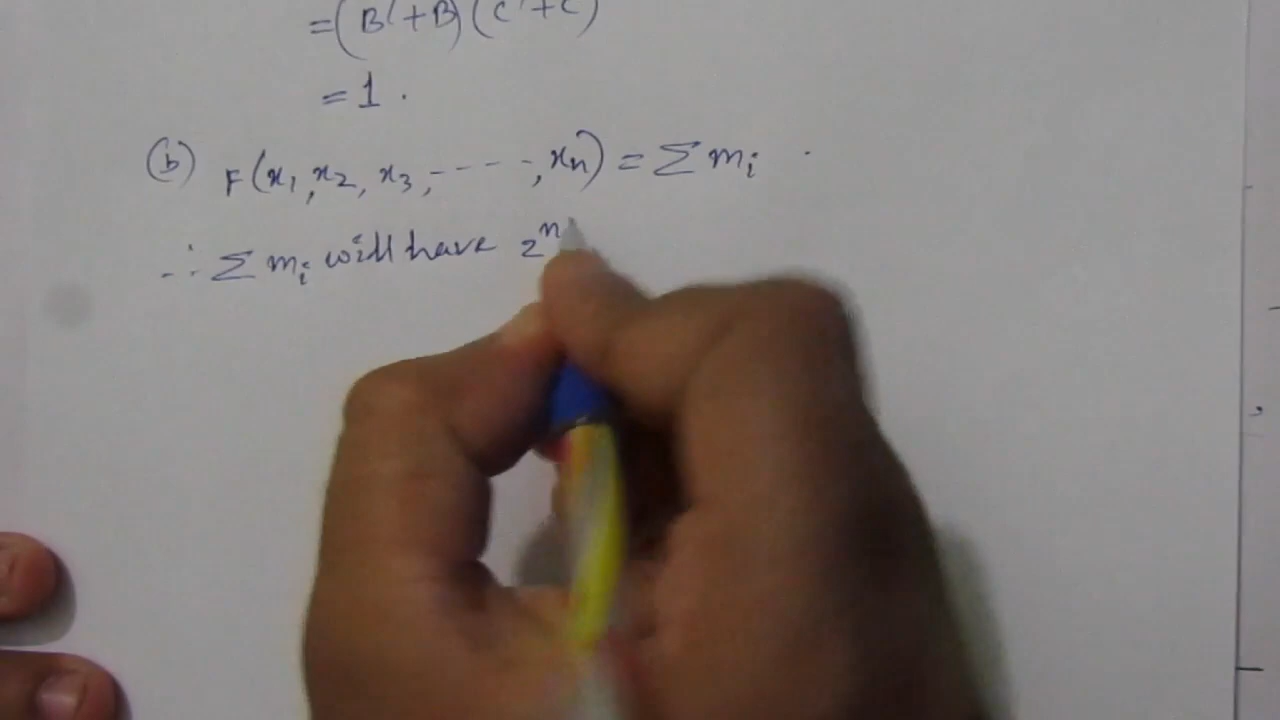 =(B'+B)(C'+C)
= 1 .
(b) F(x₁, x₂, x₃, - - - -, xₙ) = Σ mᵢ .
∴ Σ mᵢ will have 2ⁿ